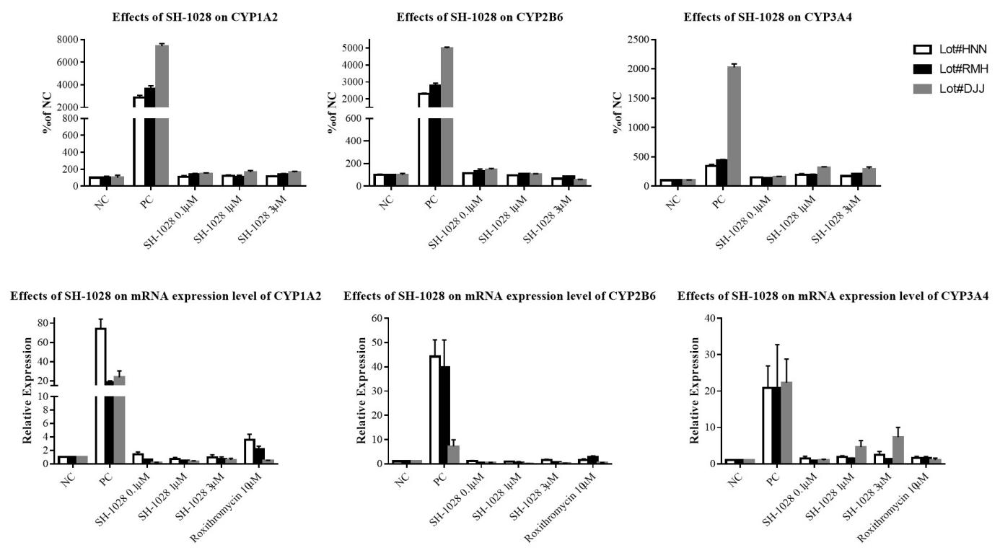 Effects of SH-1028 on CYP1A2
%of NC
8000
6000
4000
2000
800
600
400
200
0
NC
PC
SH-1028 0.1μM
SH-1028 1μM
SH-1028 3μM
Effects of SH-1028 on CYP2B6
%of NC
5000
4000
3000
2000
600
400
200
0
NC
PC
SH-1028 0.1μM
SH-1028 1μM
SH-1028 3μM
Effects of SH-1028 on CYP3A4
%of NC
2500
2000
1500
1000
500
0
NC
PC
SH-1028 0.1μM
SH-1028 1μM
SH-1028 3μM
Lot#HNN
Lot#RMH
Lot#DJJ
Effects of SH-1028 on mRNA expression level of CYP1A2
Relative Expression
80
60
40
20
10
8
6
4
2
0
NC
PC
SH-1028 0.1μM
SH-1028 1μM
SH-1028 3μM
Roxithromycin 10μM
Effects of SH-1028 on mRNA expression level of CYP2B6
Relative Expression
60
50
40
30
20
10
0
NC
PC
SH-1028 0.1μM
SH-1028 1μM
SH-1028 3μM
Roxithromycin 10μM
Effects of SH-1028 on mRNA expression level of CYP3A4
Relative Expression
40
30
20
10
0
NC
PC
SH-1028 0.1μM
SH-1028 1μM
SH-1028 3μM
Roxithromycin 10μM